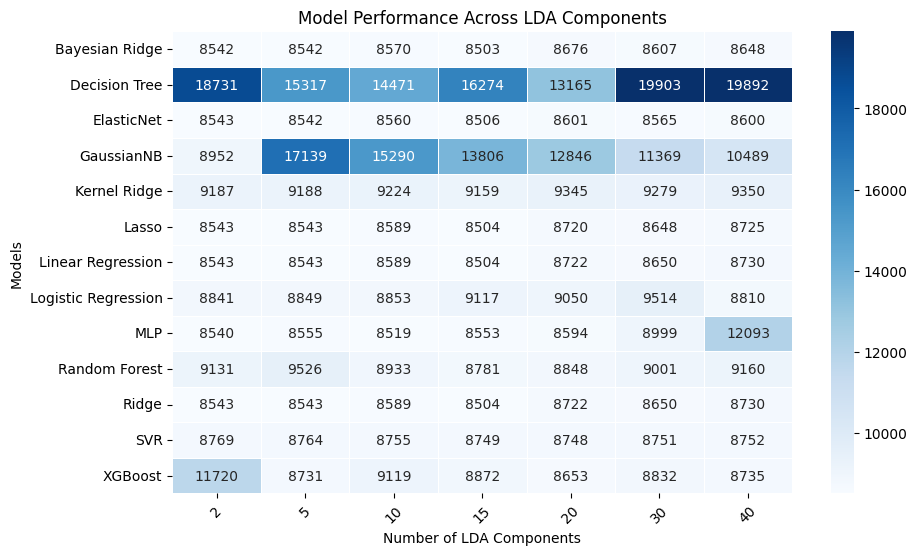 Model Performance Across LDA Components
Bayesian Ridge 8542 8542 8570 8503 8676 8607 8648
Decision Tree 18731 15317 14471 16274 13165 19903 19892
ElasticNet 8543 8542 8560 8506 8601 8565 8600
GaussianNB 8952 17139 15290 13806 12846 11369 10489
Kernel Ridge 9187 9188 9224 9159 9345 9279 9350
Lasso 8543 8543 8589 8504 8720 8648 8725
Linear Regression 8543 8543 8589 8504 8722 8650 8730
Logistic Regression 8841 8849 8853 9117 9050 9514 8810
MLP 8540 8555 8519 8553 8594 8999 12093
Random Forest 9131 9526 8933 8781 8848 9001 9160
Ridge 8543 8543 8589 8504 8722 8650 8730
SVR 8769 8764 8755 8749 8748 8751 8752
XGBoost 11720 8731 9119 8872 8653 8832 8735
2 5 10 15 20 30 40
Number of LDA Components
Models
18000
16000
14000
12000
10000